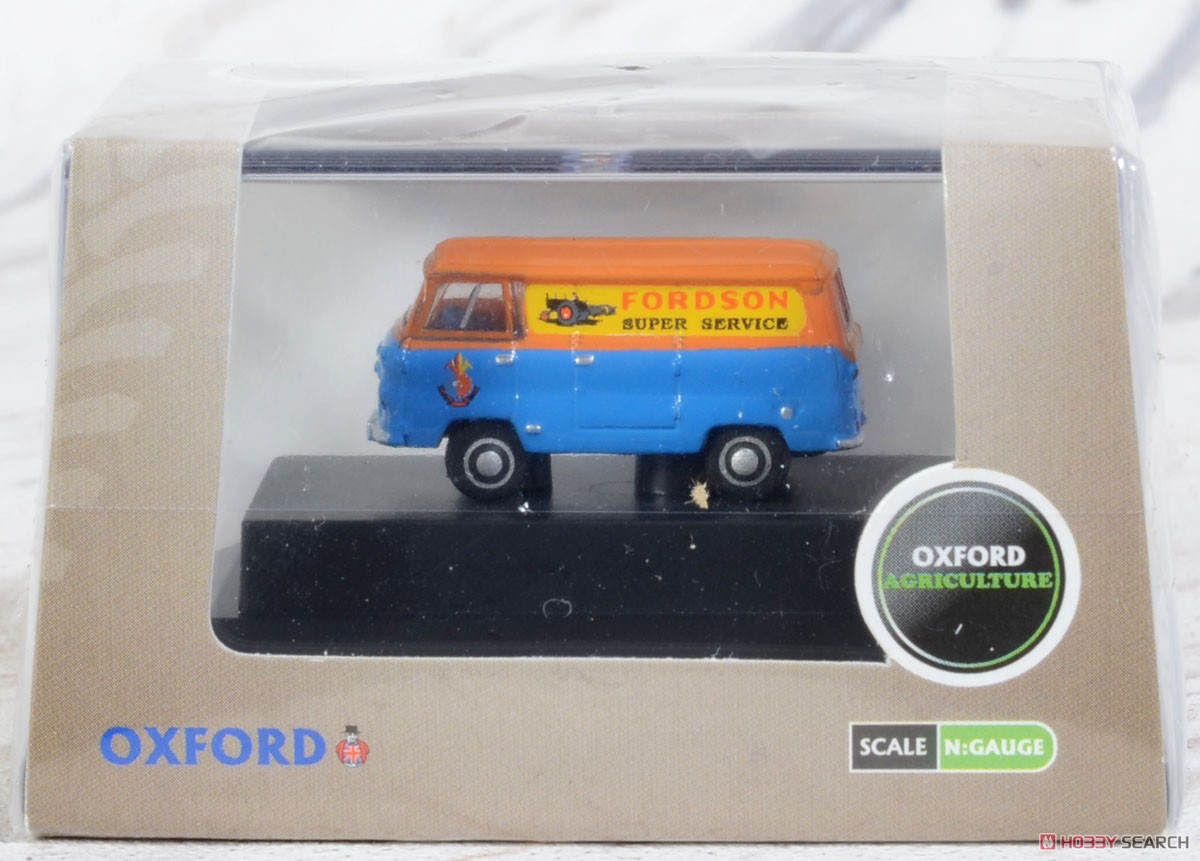 FORDSON
SUPER SERVICE
OXFORD
AGRICULTURE
OXFORD
SCALE N:GAUGE
HOBBY SEARCH